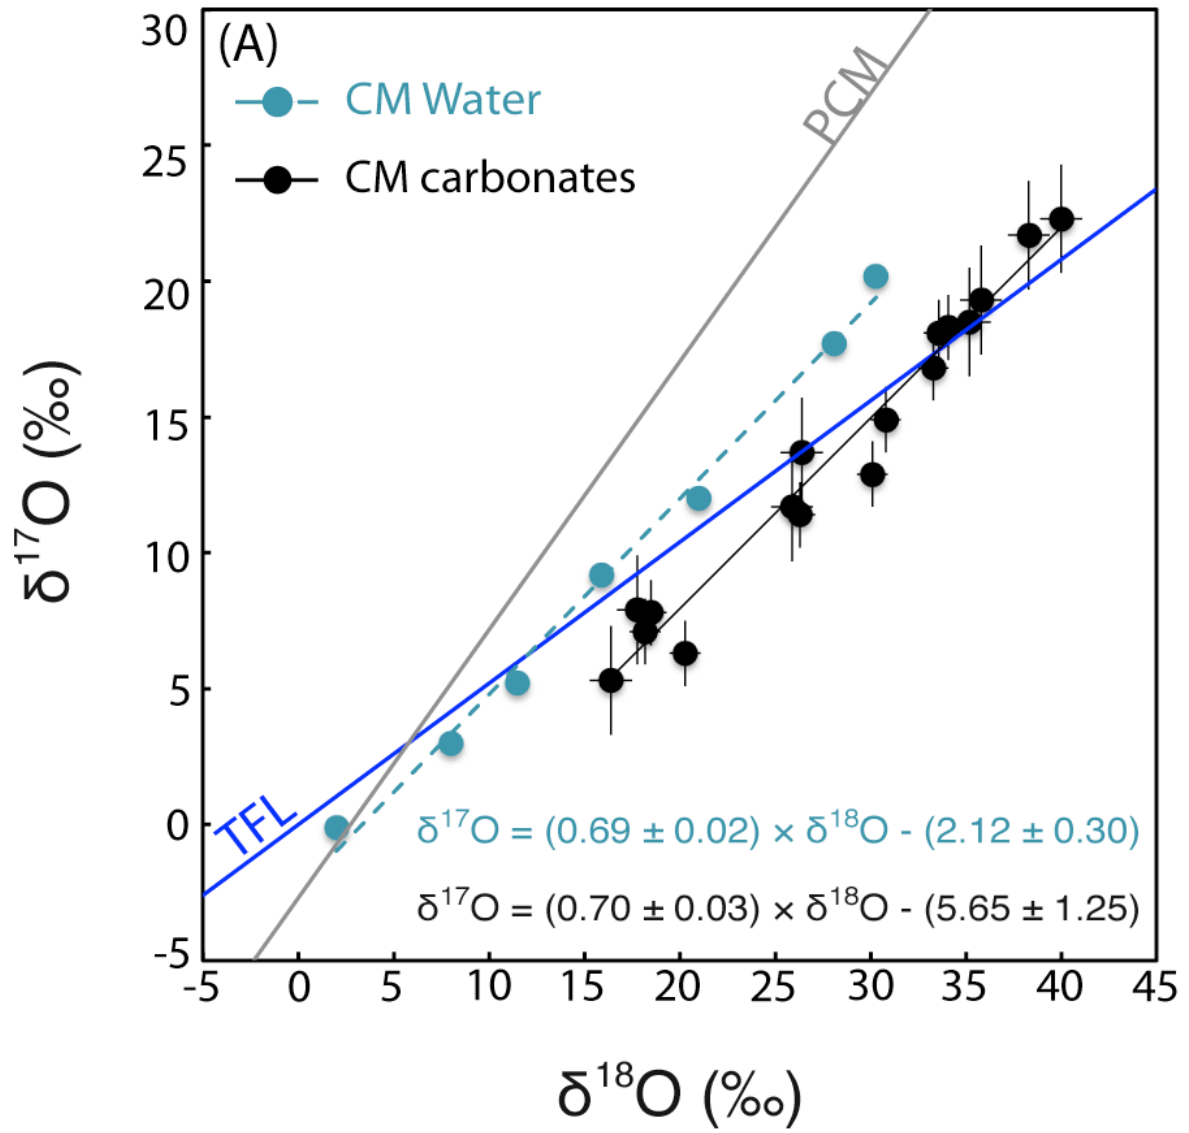 (A)
CM Water
CM carbonates
PCM
TFL
δ¹⁷O = (0.69 ± 0.02) × δ¹⁸O - (2.12 ± 0.30)
δ¹⁷O = (0.70 ± 0.03) × δ¹⁸O - (5.65 ± 1.25)
30
25
20
15
10
5
0
-5
-5 0 5 10 15 20 25 30 35 40 45
δ¹⁷O (‰)
δ¹⁸O (‰)